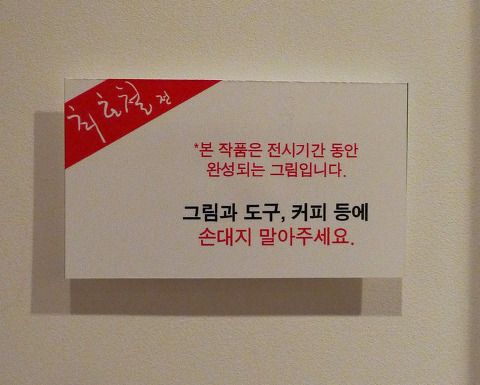 최호철 전
*본 작품은 전시기간 동안
완성되는 그림입니다.
그림과 도구, 커피 등에
손대지 말아주세요.